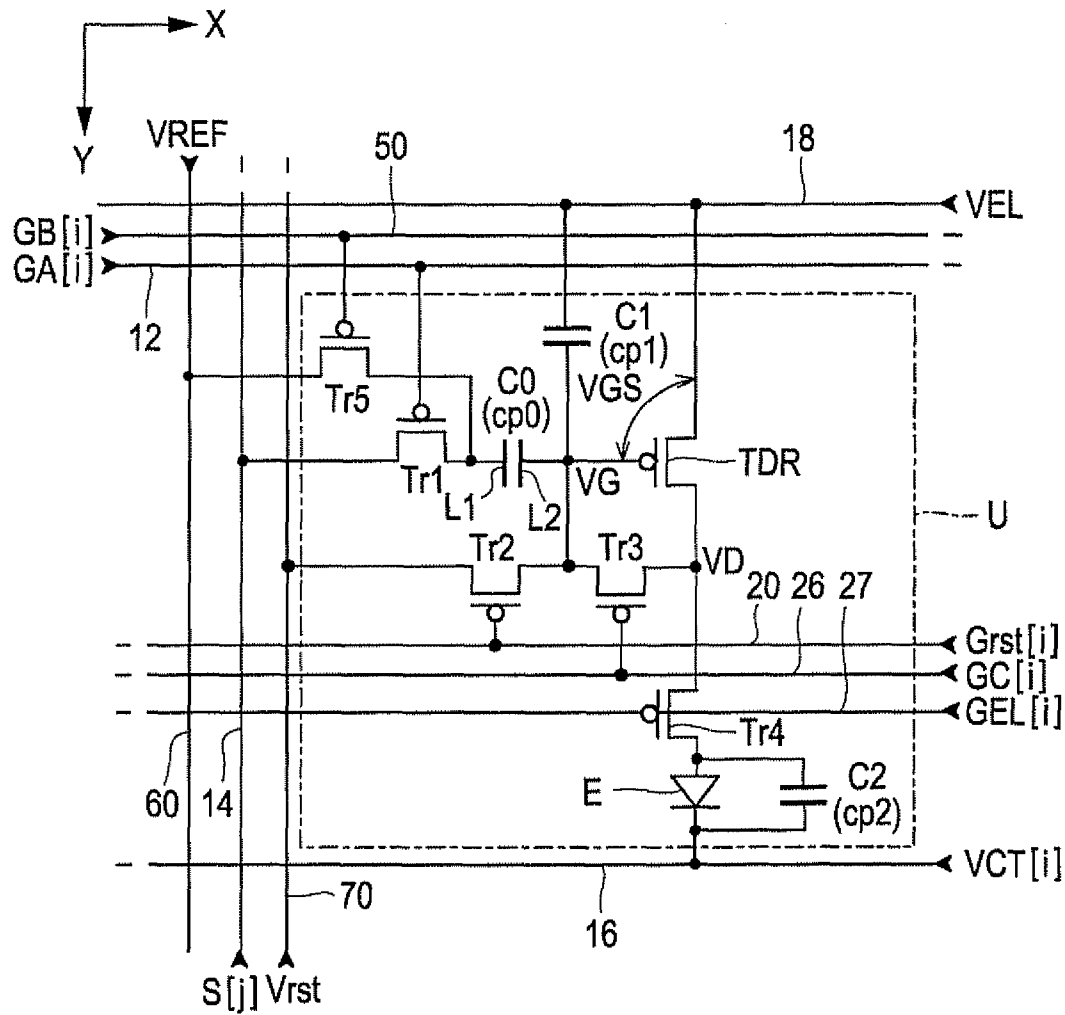 X
Y
VREF
50
18
VEL
GB[i]
GA[i]
12
Tr5
C1
(cp1)
C0
(cp0)
VGS
Tr1
L1
L2
VG
TDR
U
Tr2
Tr3
VD
20
26
27
Grst[i]
GC[i]
GEL[i]
Tr4
60
14
E
C2
(cp2)
VCT[i]
70
16
S[j]
Vrst